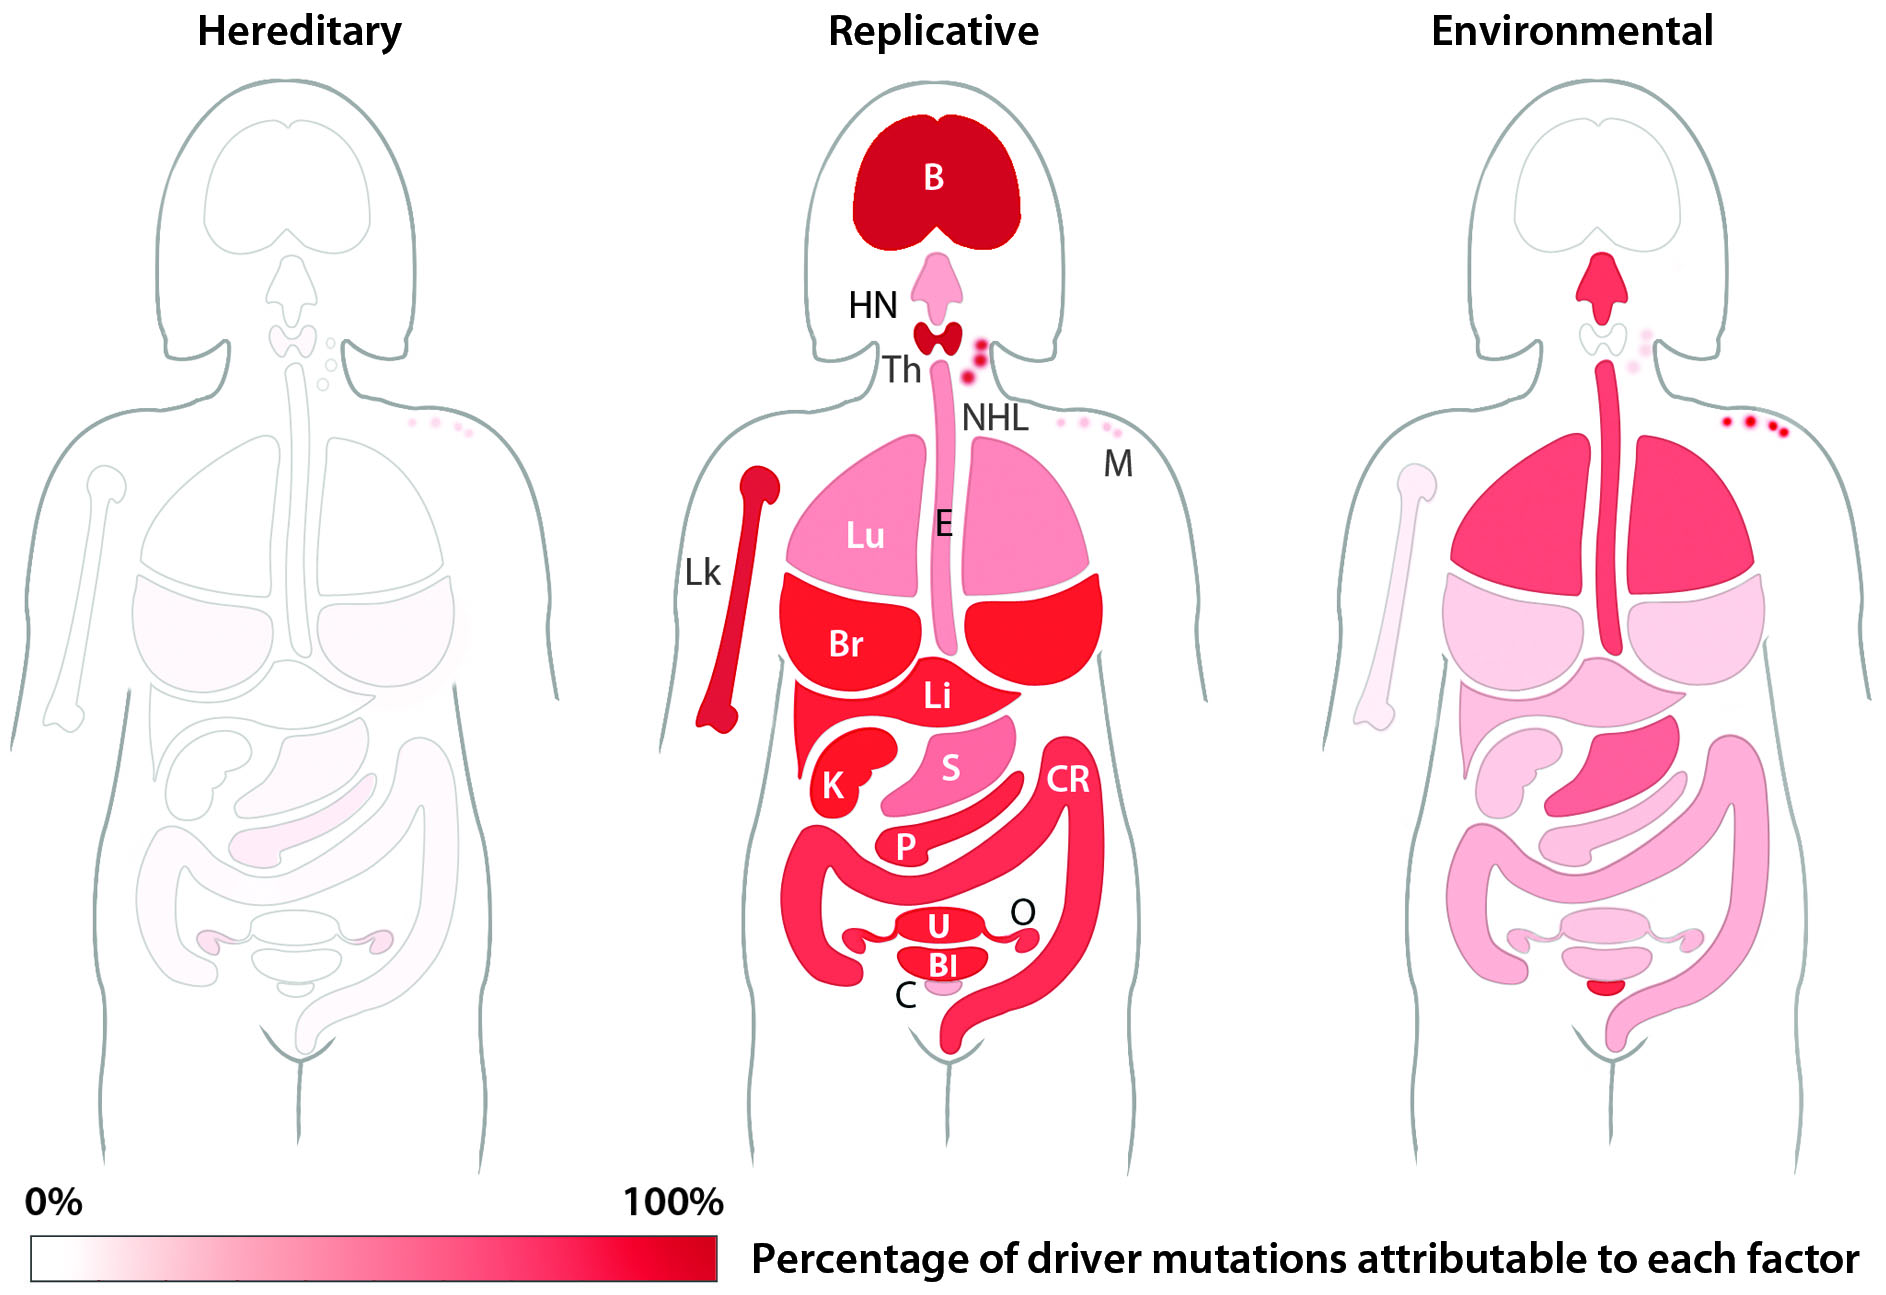 Hereditary
Replicative
Environmental
B
HN
Th
NHL
M
E
Lu
Lk
Br
Li
S
CR
K
P
O
U
Bl
C
0%
100%
Percentage of driver mutations attributable to each factor